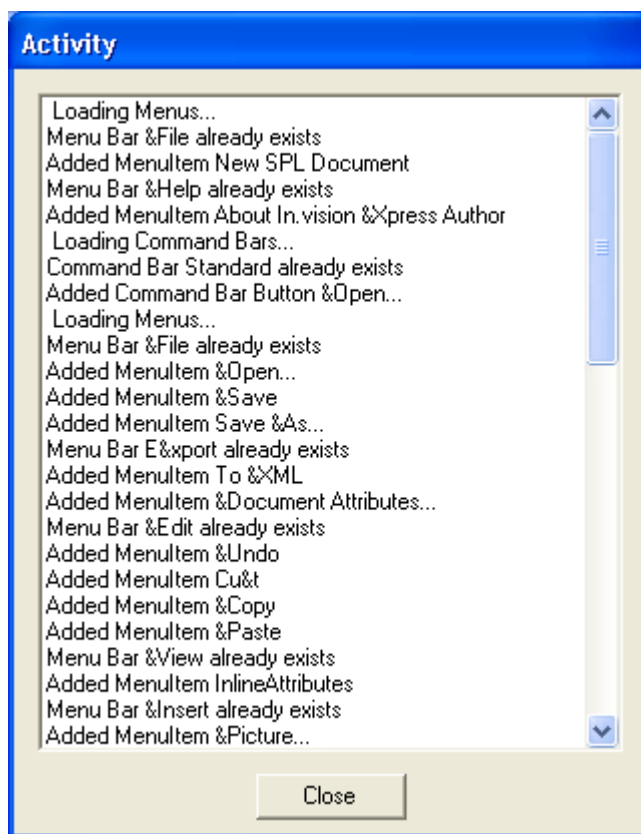 Activity
Loading Menus...
Menu Bar &File already exists
Added MenuItem New SPL Document
Menu Bar &Help already exists
Added MenuItem About In.vision &Xpress Author
Loading Command Bars...
Command Bar Standard already exists
Added Command Bar Button &Open...
Loading Menus...
Menu Bar &File already exists
Added MenuItem &Open...
Added MenuItem &Save
Added MenuItem Save &As...
Menu Bar E&xport already exists
Added MenuItem To &XML
Added MenuItem &Document Attributes...
Menu Bar &Edit already exists
Added MenuItem &Undo
Added MenuItem Cu&t
Added MenuItem &Copy
Added MenuItem &Paste
Menu Bar &View already exists
Added MenuItem InlineAttributes
Menu Bar &Insert already exists
Added MenuItem &Picture...
Close